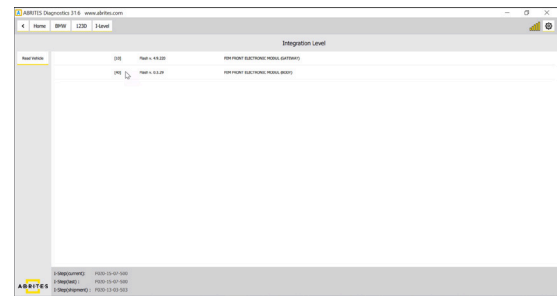 ABRITES Diagnostics 31.6 www.abrites.com
Home BMW 123D I-Level
Integration Level
Read Vehicle
[10] Flash v. 4.9.220 FEM FRONT ELECTRONIC MODUL (GATEWAY)
[40] Flash v. 0.5.29 FEM FRONT ELECTRONIC MODUL (BODY)
I-Step(current): F020-15-07-500
I-Step(last) : F020-15-07-500
I-Step(shipment) : F020-13-03-503
ABRITES